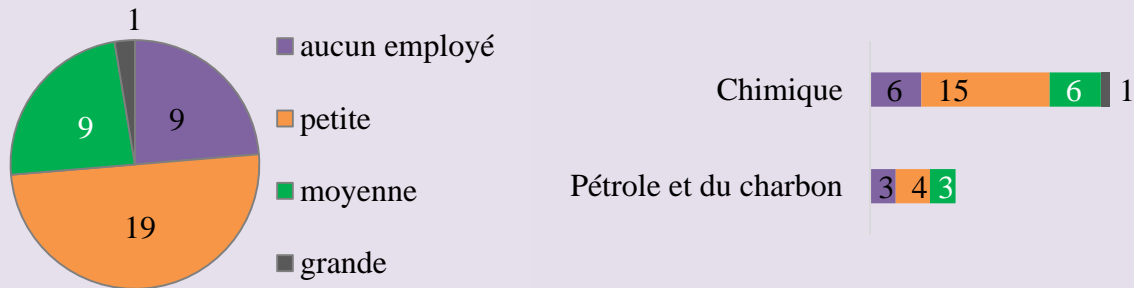 1
9
9
19
aucun employé
petite
moyenne
grande
Chimique
6 15 6 1
Pétrole et du charbon
3 4 3